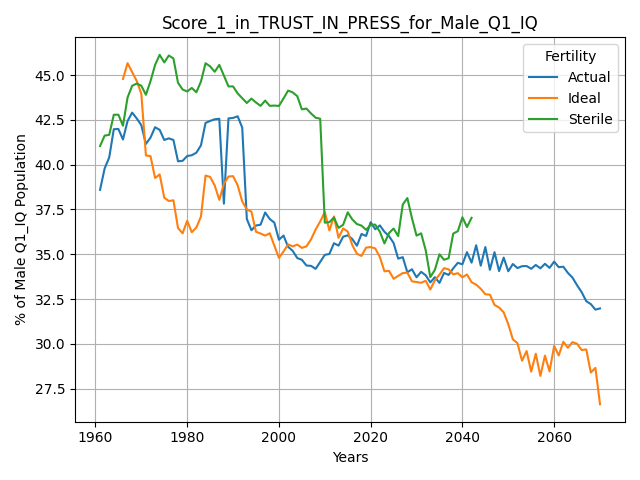 Score_1_in_TRUST_IN_PRESS_for_Male_Q1_IQ
Fertility
Actual
Ideal
Sterile
% of Male Q1_IQ Population
45.0
42.5
40.0
37.5
35.0
32.5
30.0
27.5
1960
1980
2000
2020
2040
2060
Years